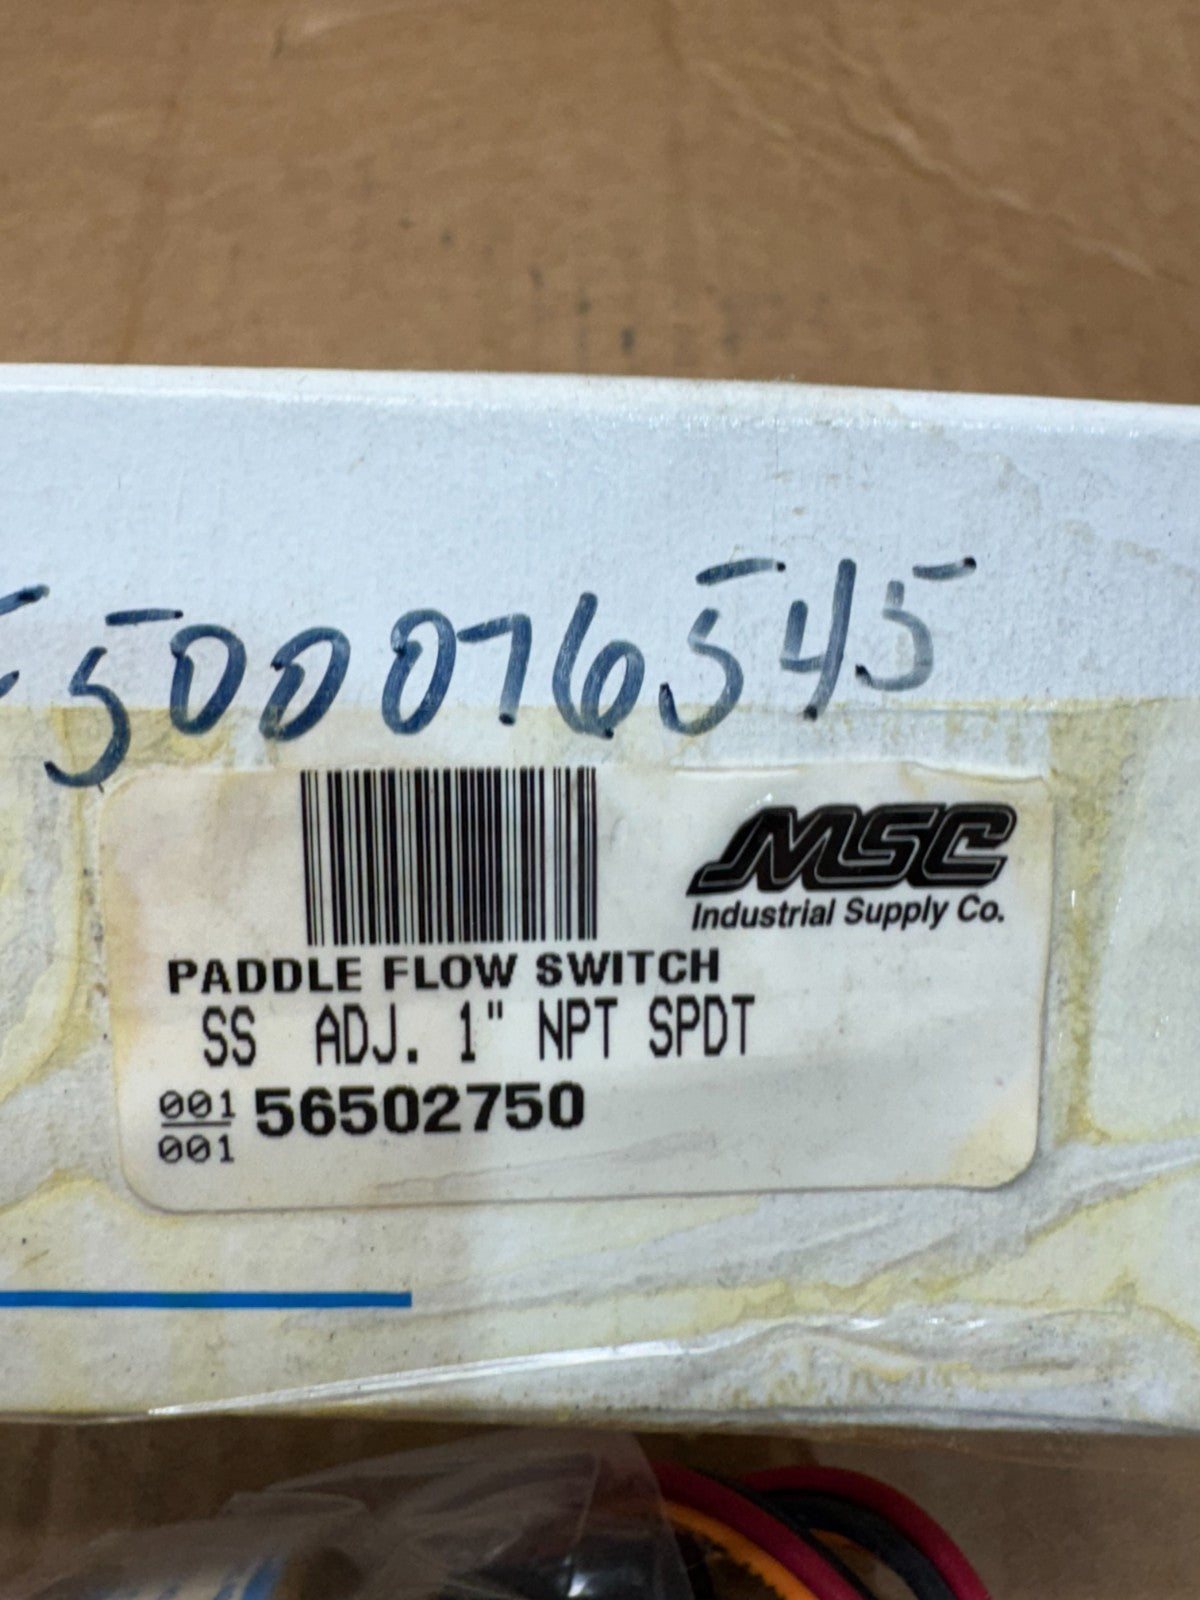 500076545
MSC
Industrial Supply Co.
PADDLE FLOW SWITCH
SS ADJ. 1" NPT SPDT
001 56502750
001